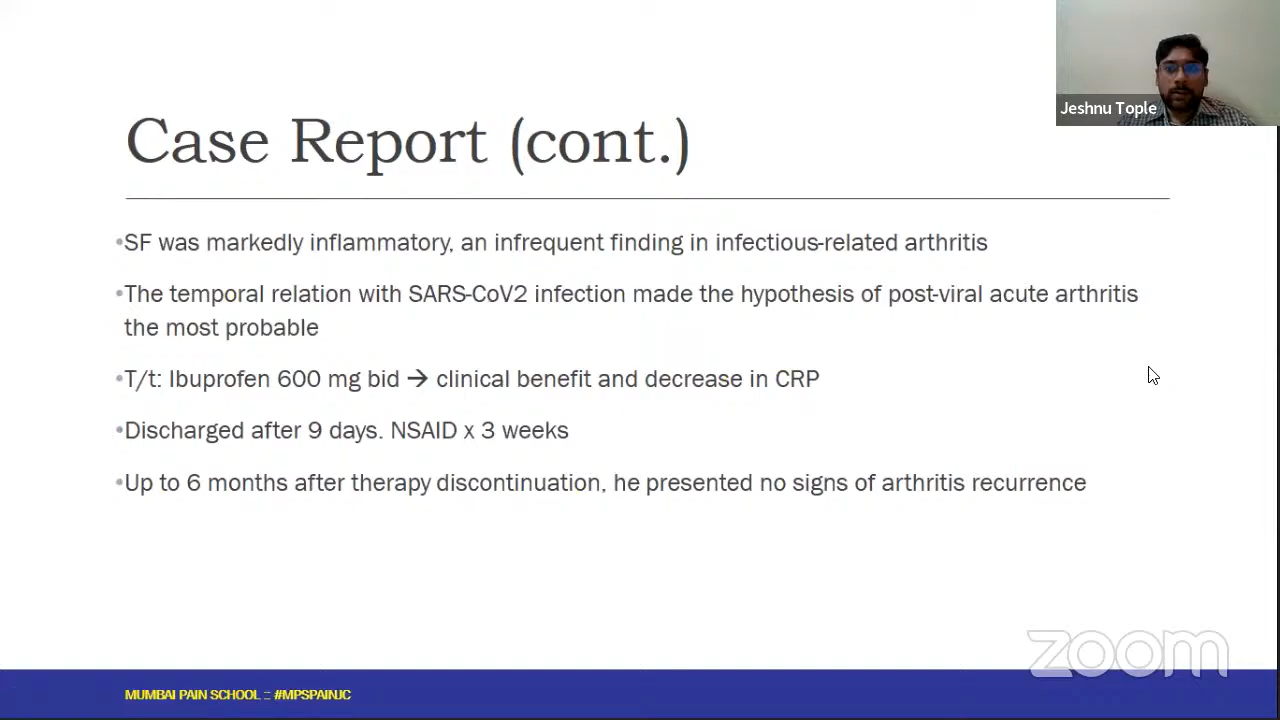 Jeshnu Tople
Case Report (cont.)
•SF was markedly inflammatory, an infrequent finding in infectious-related arthritis
•The temporal relation with SARS-CoV2 infection made the hypothesis of post-viral acute arthritis
the most probable
•T/t: Ibuprofen 600 mg bid → clinical benefit and decrease in CRP
•Discharged after 9 days. NSAID x 3 weeks
•Up to 6 months after therapy discontinuation, he presented no signs of arthritis recurrence
zoom
MUMBAI PAIN SCHOOL :: #MPSPAINJC